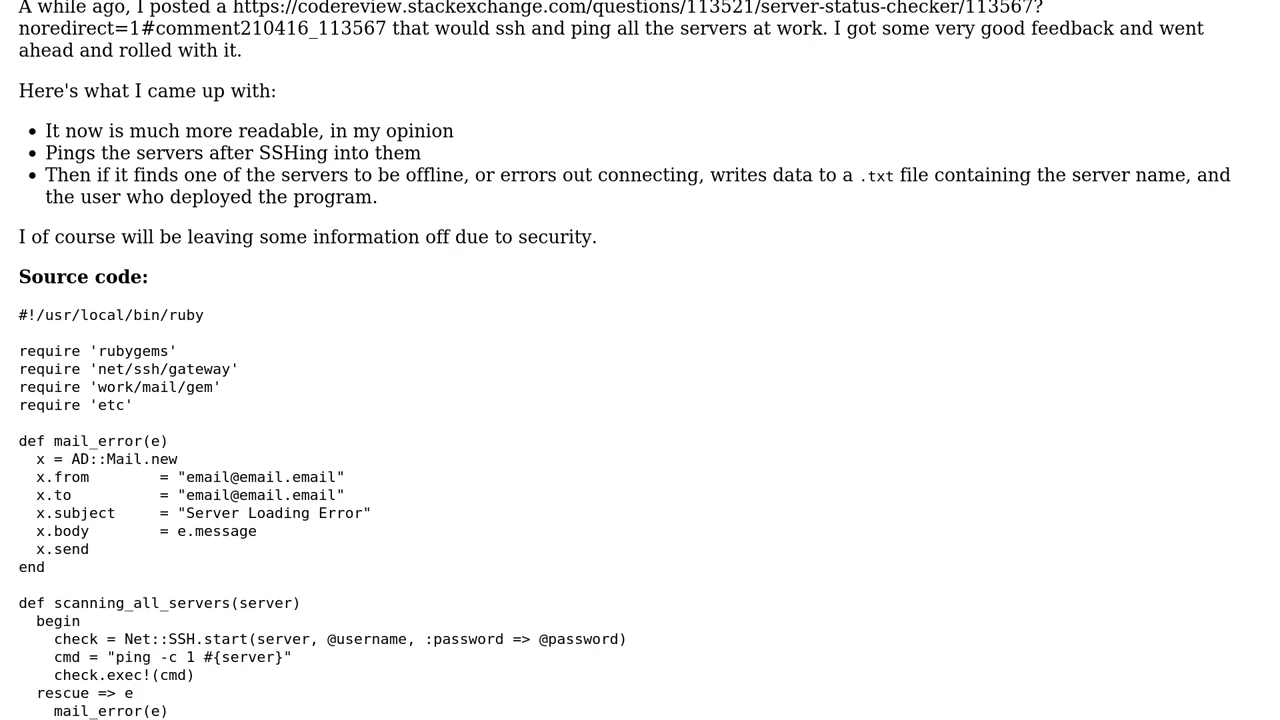 A while ago, I posted a https://codereview.stackexchange.com/questions/113521/server-status-checker/113567?
noredirect=1#comment210416_113567 that would ssh and ping all the servers at work. I got some very good feedback and went
ahead and rolled with it.
Here's what I came up with:
• It now is much more readable, in my opinion
• Pings the servers after SSHing into them
• Then if it finds one of the servers to be offline, or errors out connecting, writes data to a .txt file containing the server name, and
the user who deployed the program.
I of course will be leaving some information off due to security.
Source code:
#!/usr/local/bin/ruby
require 'rubygems'
require 'net/ssh/gateway'
require 'work/mail/gem'
require 'etc'
def mail_error(e)
  x = AD::Mail.new
  x.from        = "email@email.email"
  x.to          = "email@email.email"
  x.subject     = "Server Loading Error"
  x.body        = e.message
  x.send
end
def scanning_all_servers(server)
  begin
    check = Net::SSH.start(server, @username, :password => @password)
    cmd = "ping -c 1 #{server}"
    check.exec!(cmd)
  rescue => e
    mail_error(e)